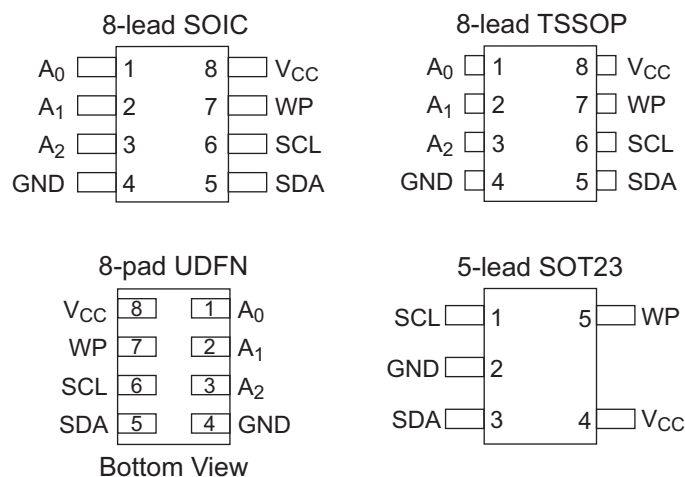 8-lead SOIC
A0 1 8 VCC
A1 2 7 WP
A2 3 6 SCL
GND 4 5 SDA
8-lead TSSOP
A0 1 8 VCC
A1 2 7 WP
A2 3 6 SCL
GND 4 5 SDA
8-pad UDFN
VCC 8 1 A0
WP 7 2 A1
SCL 6 3 A2
SDA 5 4 GND
Bottom View
5-lead SOT23
SCL 1 5 WP
GND 2
SDA 3 4 VCC